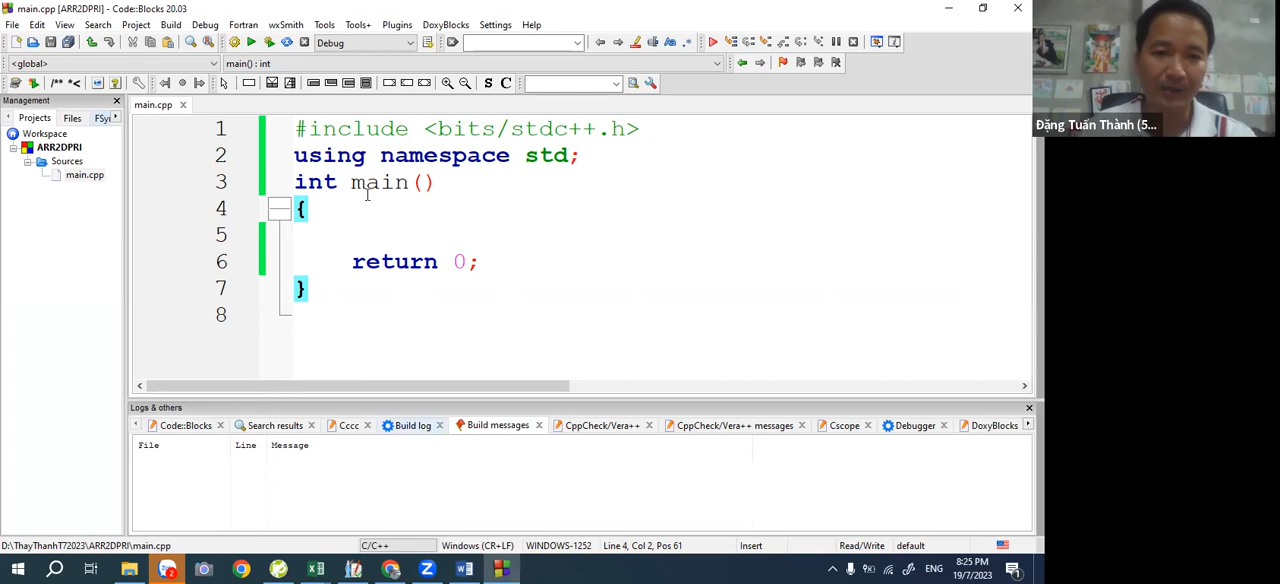 main.cpp [ARR2DPRI] - Code::Blocks 20.03
File Edit View Search Project Build Debug Fortran wxSmith Tools Tools+ Plugins DoxyBlocks Settings Help
Debug
<global>
main() : int
/** *<
S C
Management
Projects Files FSy
Workspace
ARR2DPRI
Sources
main.cpp
main.cpp
1 #include <bits/stdc++.h>
2 using namespace std;
3 int main()
4 {
5
6 return 0;
7 }
8
Đặng Tuấn Thành (5...
Logs & others
Code::Blocks Search results Cccc Build log Build messages CppCheck/Vera++ CppCheck/Vera++ messages Cscope Debugger DoxyBlocks
File Line Message
D:\ThayThanhT72023\ARR2DPRI\main.cpp C/C++ Windows (CR+LF) WINDOWS-1252 Line 4, Col 2, Pos 61 Insert Read/Write default
ENG
8:25 PM
19/7/2023